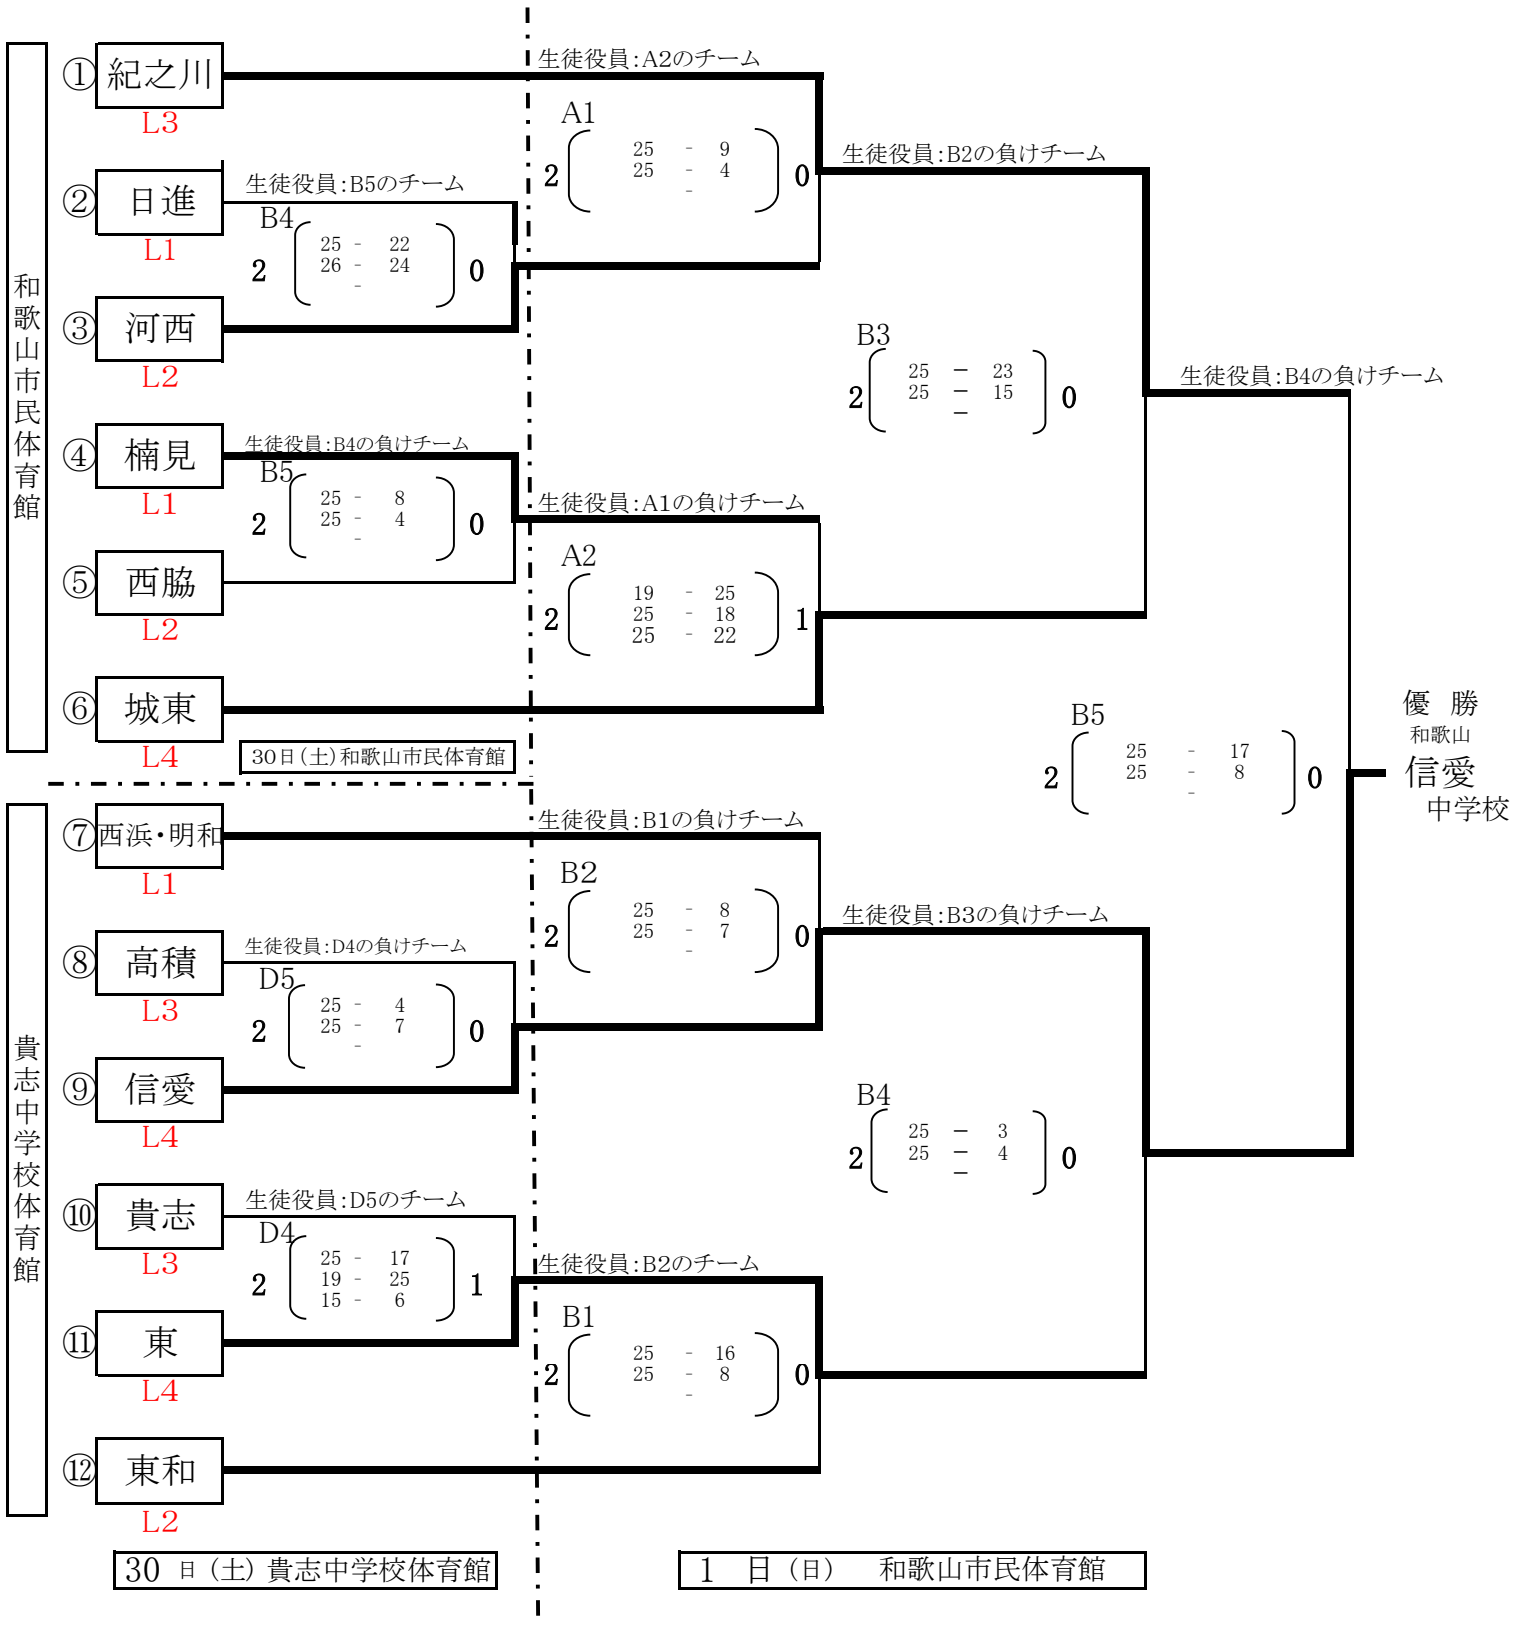 和歌山市民体育館
① 紀之川
L3
② 日進
L1
③ 河西
L2
④ 楠見
L1
⑤ 西脇
L2
⑥ 城東
L4
30日(土)和歌山市民体育館
貴志中学校体育館
⑦ 西浜・明和
L1
⑧ 高積
L3
⑨ 信愛
L4
⑩ 貴志
L3
⑪ 東
L4
⑫ 東和
L2
30 日 (土) 貴志中学校体育館
生徒役員:B5のチーム
B4
2 0
25 - 22
26 - 24
-
生徒役員:B4の負けチーム
B5
2 0
25 - 8
25 - 4
-
生徒役員:D4の負けチーム
D5
2 0
25 - 4
25 - 7
-
生徒役員:D5のチーム
D4
2 1
25 - 17
19 - 25
15 - 6
生徒役員:A2のチーム
A1
2 0
25 - 9
25 - 4
-
生徒役員:A1の負けチーム
A2
2 1
19 - 25
25 - 18
25 - 22
生徒役員:B1の負けチーム
B2
2 0
25 - 8
25 - 7
-
生徒役員:B2のチーム
B1
2 0
25 - 16
25 - 8
-
生徒役員:B2の負けチーム
B3
2 0
25 ー 23
25 ー 15
ー
生徒役員:B3の負けチーム
B4
2 0
25 ー 3
25 ー 4
ー
生徒役員:B4の負けチーム
B5
2 0
25 - 17
25 - 8
-
優 勝
和歌山
信愛
中学校
1 日 (日) 和歌山市民体育館